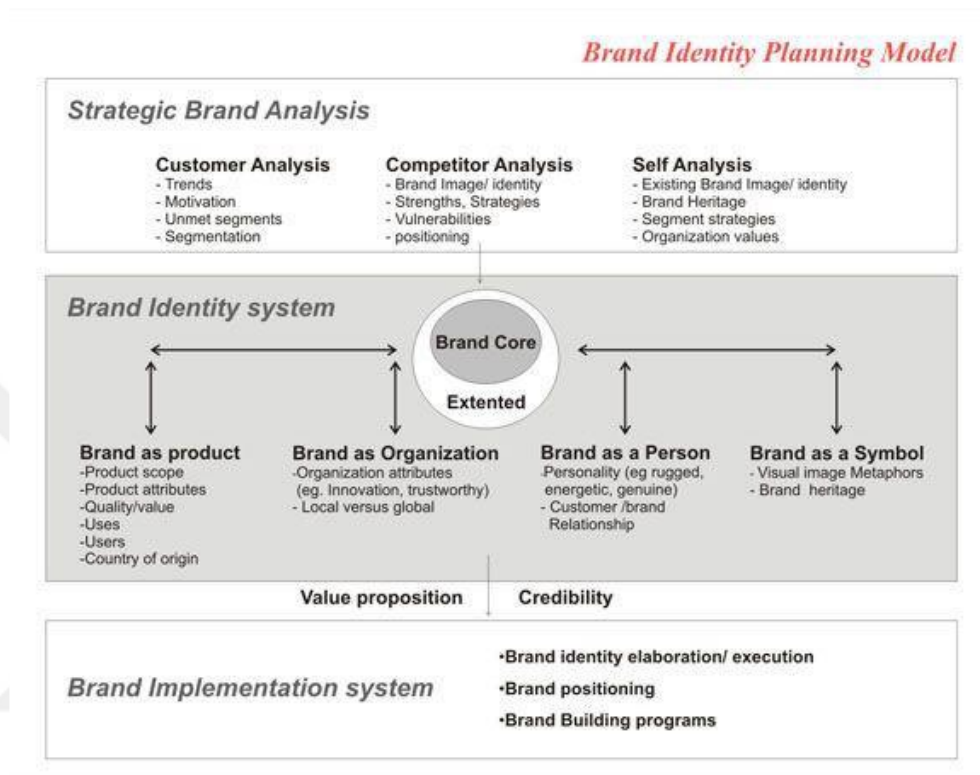 Brand Identity Planning Model
Strategic Brand Analysis
Customer Analysis
- Trends
- Motivation
- Unmet segments
- Segmentation
Competitor Analysis
- Brand Image/ identity
- Strengths, Strategies
- Vulnerabilities
- positioning
Self Analysis
- Existing Brand Image/ identity
- Brand Heritage
- Segment strategies
- Organization values
Brand Identity system
Brand Core
Extented
Brand as product
-Product scope
-Product attributes
-Quality/value
-Uses
-Users
-Country of origin
Brand as Organization
-Organization attributes
(eg. Innovation, trustworthy)
- Local versus global
Brand as a Person
-Personality (eg rugged,
energetic, genuine)
- Customer /brand
Relationship
Brand as a Symbol
- Visual image Metaphors
- Brand heritage
Value proposition
Credibility
Brand Implementation system
•Brand identity elaboration/ execution
•Brand positioning
•Brand Building programs